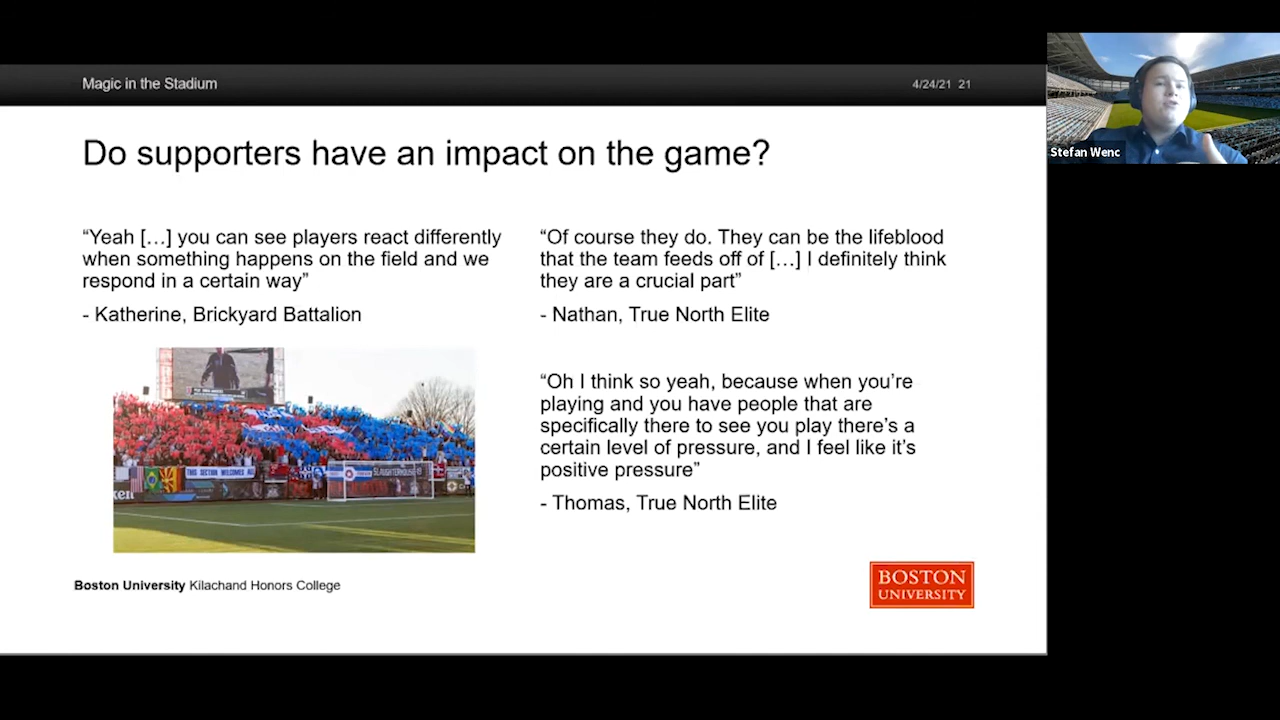 Magic in the Stadium
4/24/21 21
Stefan Wenc
Do supporters have an impact on the game?
“Yeah […] you can see players react differently
when something happens on the field and we
respond in a certain way”
- Katherine, Brickyard Battalion
“Of course they do. They can be the lifeblood
that the team feeds off of […] I definitely think
they are a crucial part”
- Nathan, True North Elite
“Oh I think so yeah, because when you’re
playing and you have people that are
specifically there to see you play there’s a
certain level of pressure, and I feel like it’s
positive pressure”
- Thomas, True North Elite
THIS SECTION WELCOMES ALL
SLAUGHTERHOUSE
Boston University Kilachand Honors College
BOSTON
UNIVERSITY